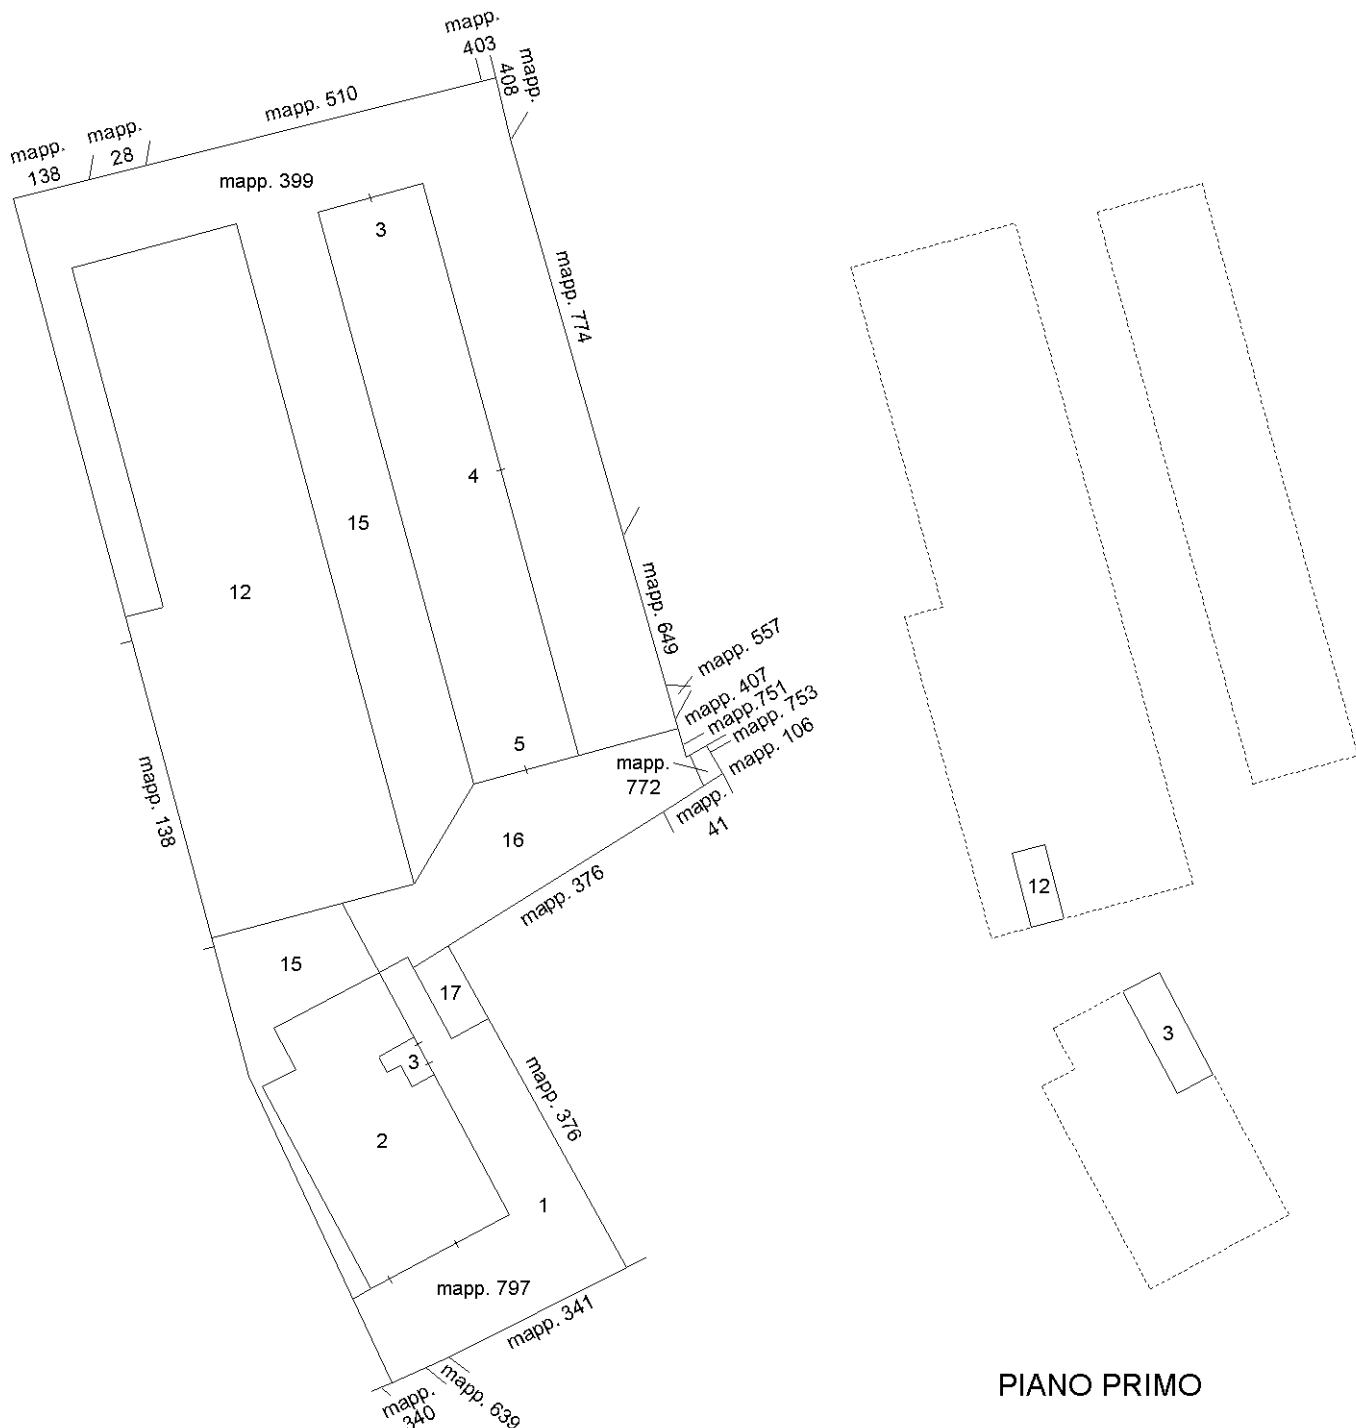 mapp.
403
mapp.
408
mapp. 510
mapp.
138
mapp.
28
mapp. 399
3
mapp. 774
4
15
12
mapp. 649
mapp. 557
mapp. 407
mapp.751
mapp. 753
mapp. 106
5
mapp.
772
mapp.
41
mapp. 138
16
mapp. 376
15
17
3
mapp. 376
2
1
mapp. 797
mapp. 341
mapp.
340
mapp. 639
12
3
PIANO PRIMO